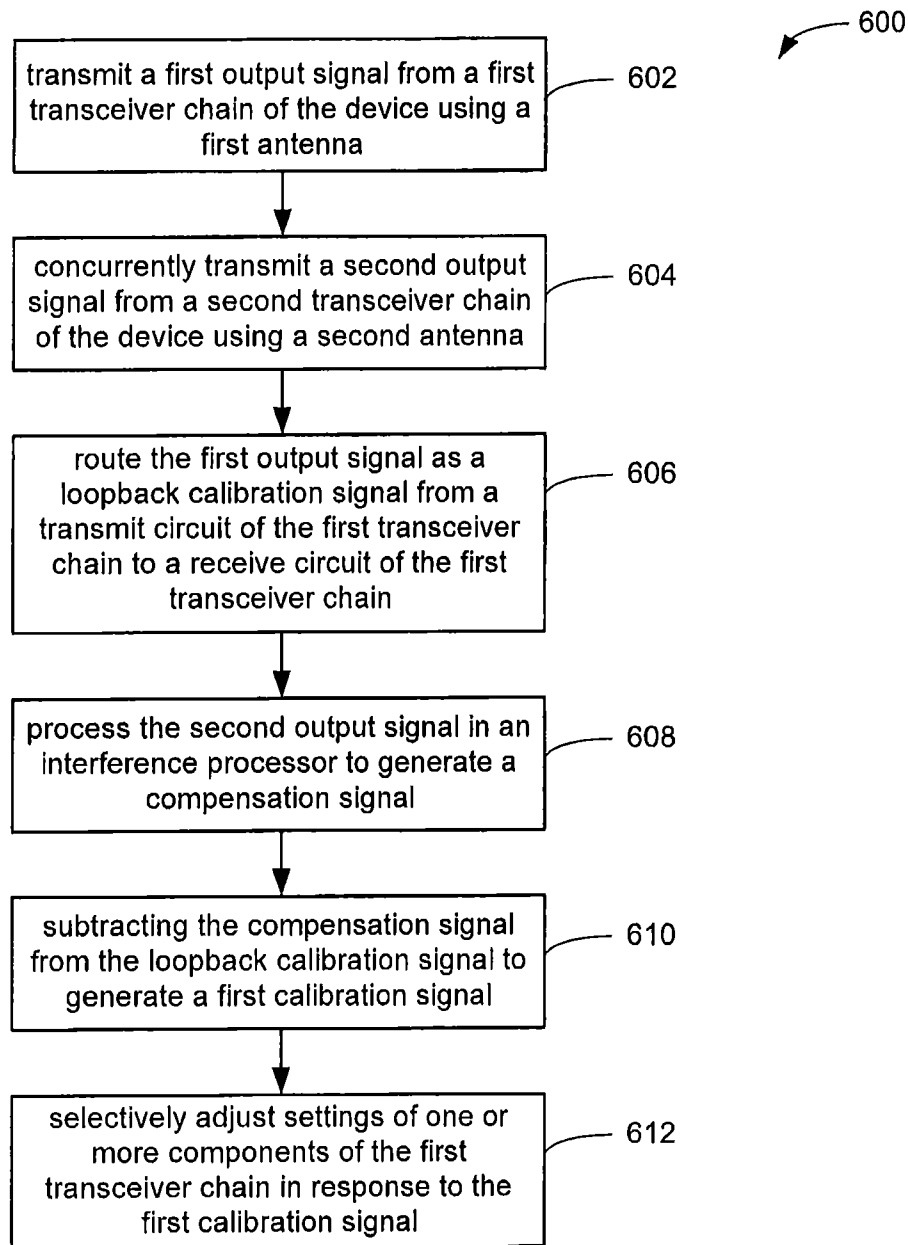 600
transmit a first output signal from a first
transceiver chain of the device using a
first antenna
602
concurrently transmit a second output
signal from a second transceiver chain
of the device using a second antenna
604
route the first output signal as a
loopback calibration signal from a
transmit circuit of the first transceiver
chain to a receive circuit of the first
transceiver chain
606
process the second output signal in an
interference processor to generate a
compensation signal
608
subtracting the compensation signal
from the loopback calibration signal to
generate a first calibration signal
610
selectively adjust settings of one or
more components of the first
transceiver chain in response to the
first calibration signal
612